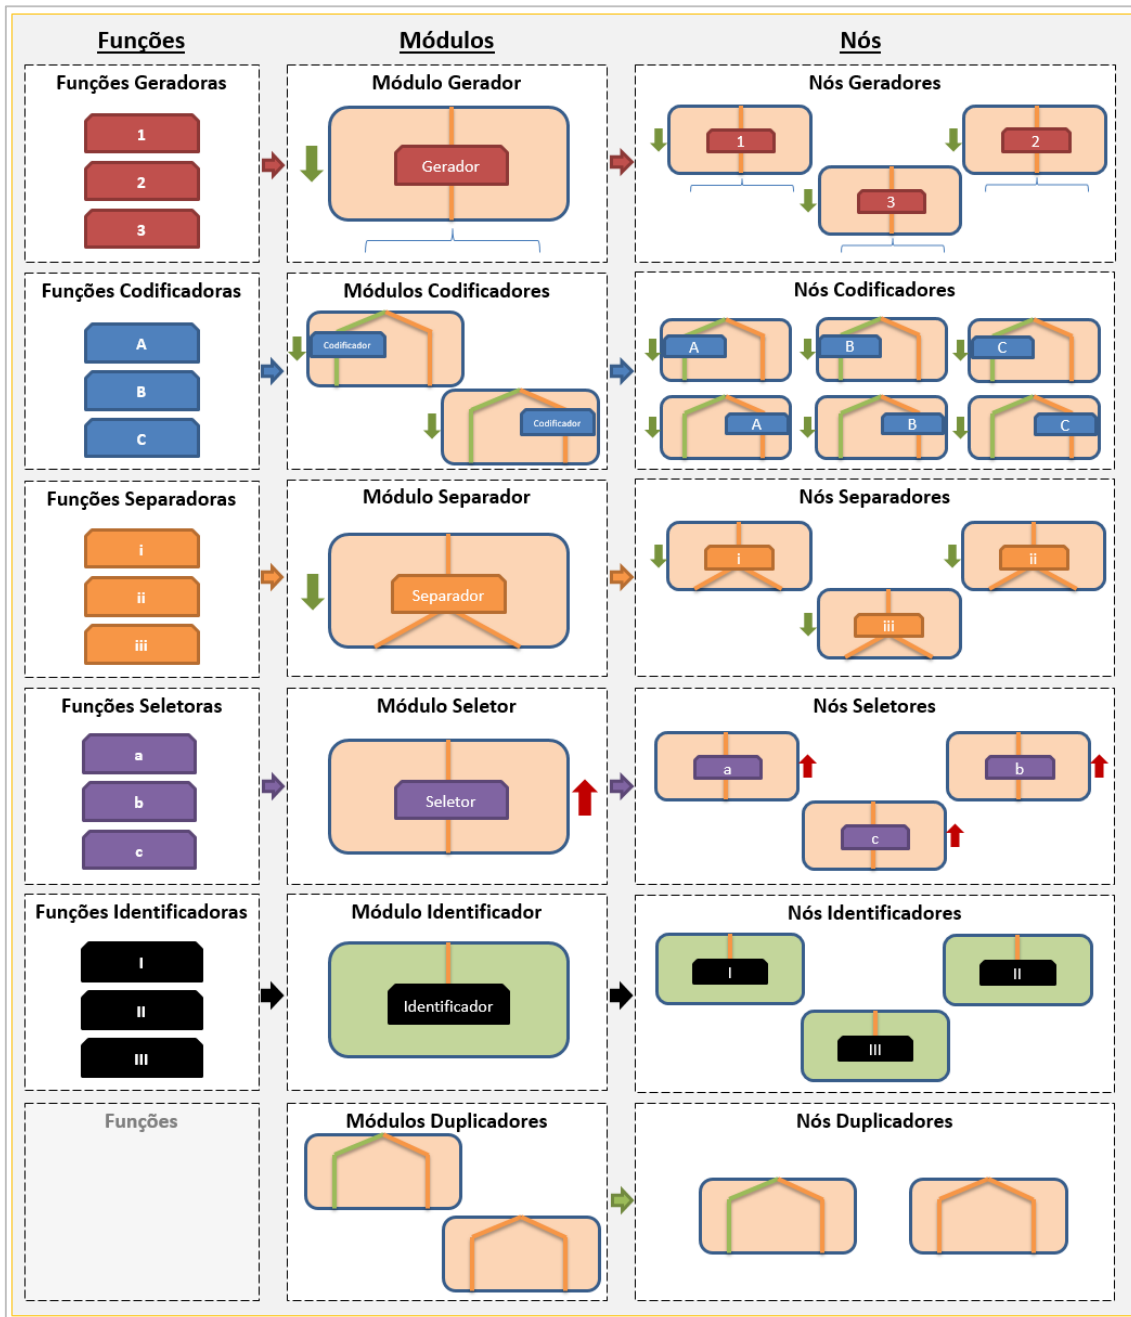 Funções
Módulos
Nós
Funções Geradoras
1
2
3
Módulo Gerador
Gerador
Nós Geradores
1
2
3
Funções Codificadoras
A
B
C
Módulos Codificadores
Codificador
Codificador
Nós Codificadores
A
B
C
A
B
C
Funções Separadoras
i
ii
iii
Módulo Separador
Separador
Nós Separadores
i
ii
iii
Funções Seletoras
a
b
c
Módulo Seletor
Seletor
Nós Seletores
a
b
c
Funções Identificadoras
I
II
III
Módulo Identificador
Identificador
Nós Identificadores
I
II
III
Funções
Módulos Duplicadores
Nós Duplicadores